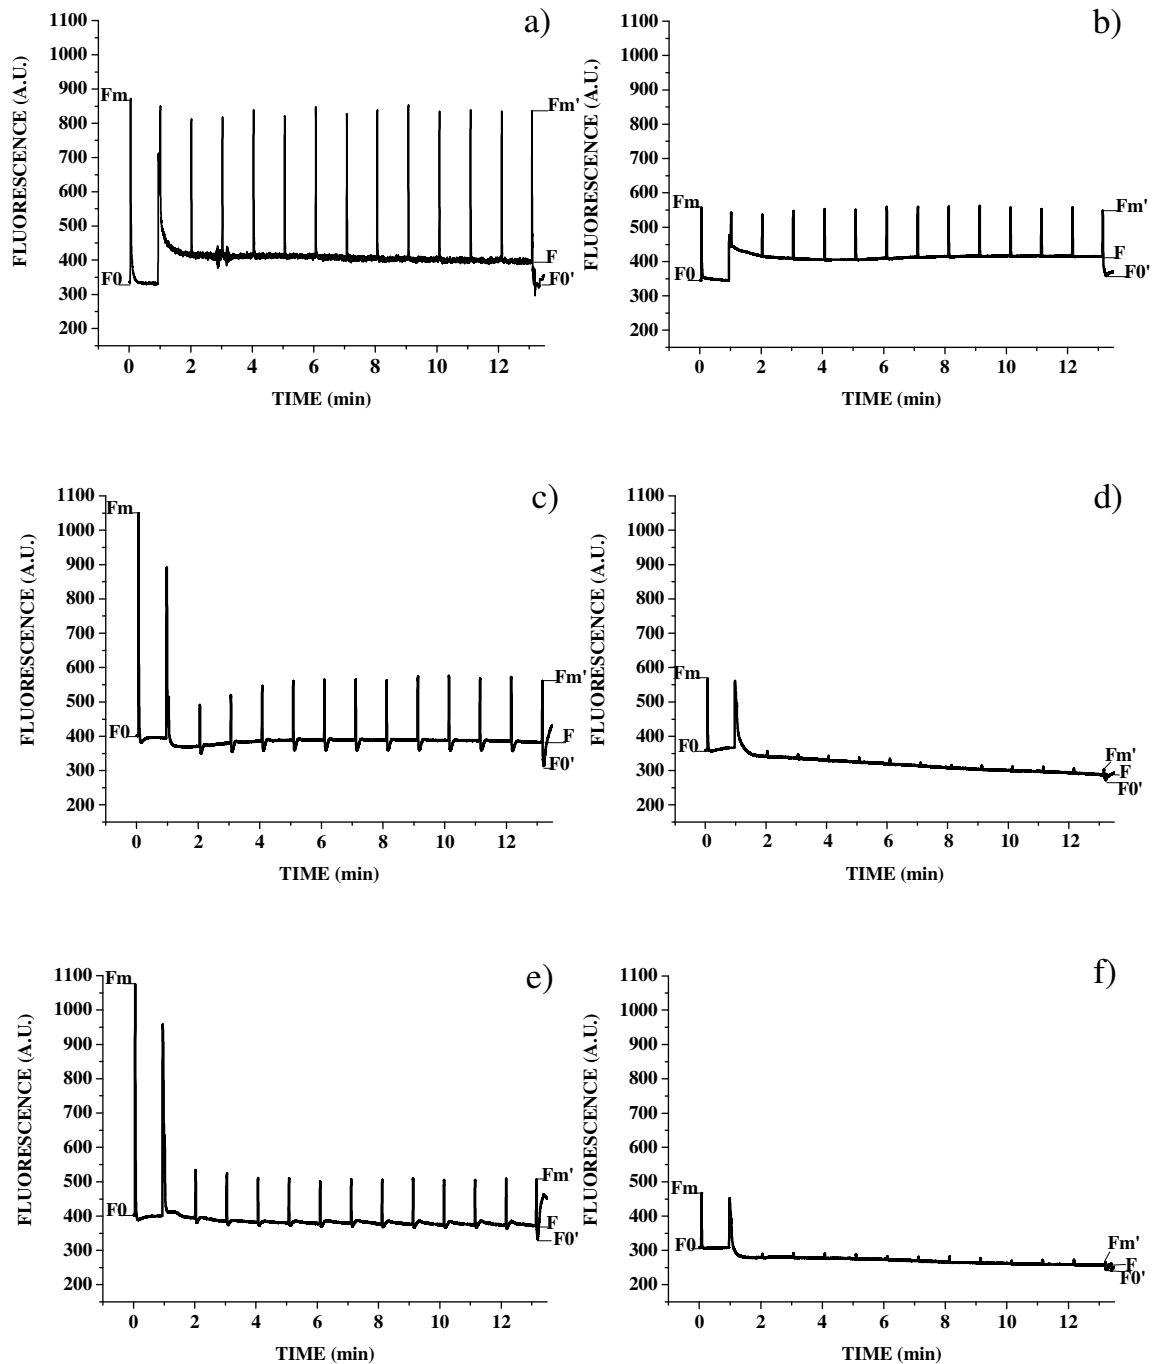 a)
1100
1000
900
800
700
600
500
400
300
200
FLUORESCENCE (A.U.)
Fm
F0
Fm'
F
F0'
0 2 4 6 8 10 12
TIME (min)
b)
1100
1000
900
800
700
600
500
400
300
200
FLUORESCENCE (A.U.)
Fm
F0
Fm'
F
F0'
0 2 4 6 8 10 12
TIME (min)
c)
1100
1000
900
800
700
600
500
400
300
200
FLUORESCENCE (A.U.)
Fm
F0
Fm'
F
F0'
0 2 4 6 8 10 12
TIME (min)
d)
1100
1000
900
800
700
600
500
400
300
200
FLUORESCENCE (A.U.)
Fm
F0
Fm'
F
F0'
0 2 4 6 8 10 12
TIME (min)
e)
1100
1000
900
800
700
600
500
400
300
200
FLUORESCENCE (A.U.)
Fm
F0
Fm'
F
F0'
0 2 4 6 8 10 12
TIME (min)
f)
1100
1000
900
800
700
600
500
400
300
200
FLUORESCENCE (A.U.)
Fm
F0
Fm'
F
F0'
0 2 4 6 8 10 12
TIME (min)